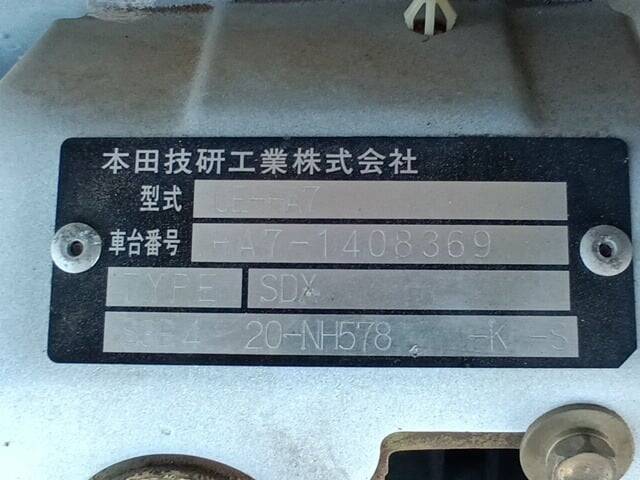 本田技研工業株式会社
型式 -HA7
車台番号 HA7-1408369
TYPE SDX
20-NH578 -K -S